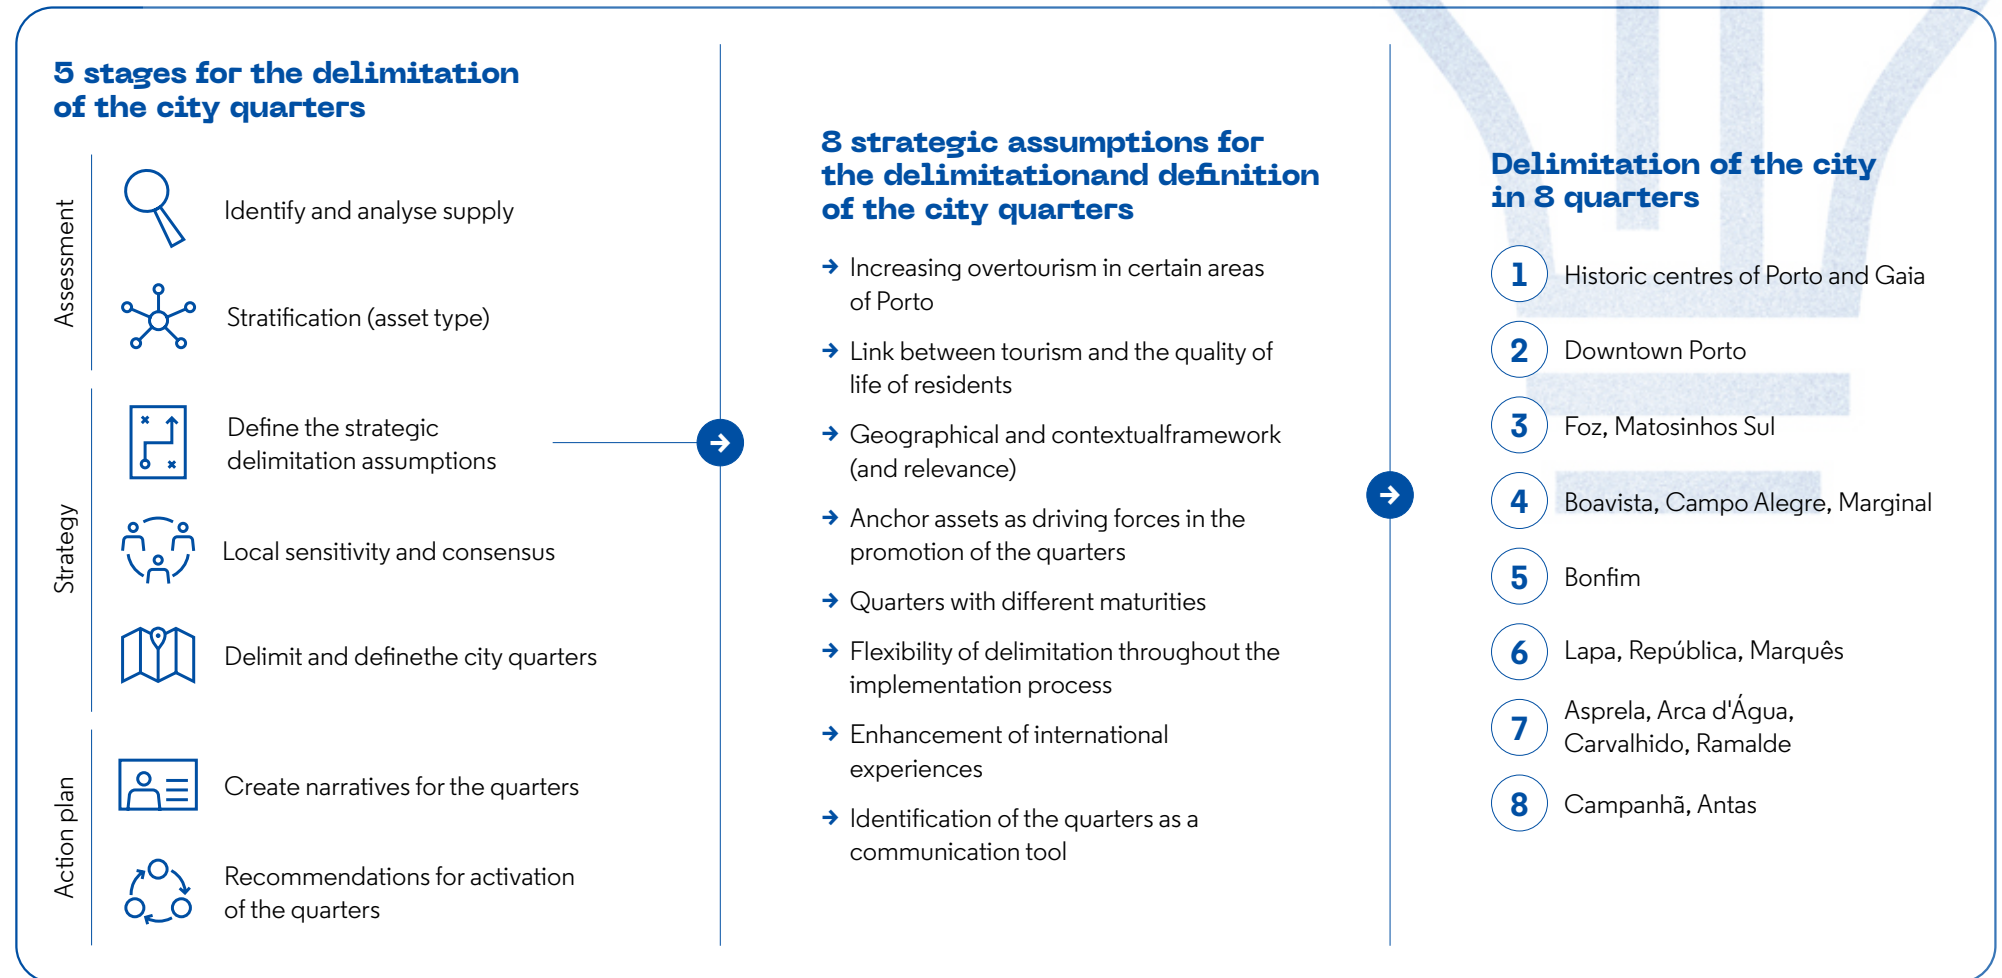 5 stages for the delimitation
of the city quarters
Assessment
Identify and analyse supply
Stratification (asset type)
Strategy
Define the strategic
delimitation assumptions
Local sensitivity and consensus
Delimit and definethe city quarters
Action plan
Create narratives for the quarters
Recommendations for activation
of the quarters
8 strategic assumptions for
the delimitationand definition
of the city quarters
Increasing overtourism in certain areas
of Porto
Link between tourism and the quality of
life of residents
Geographical and contextualframework
(and relevance)
Anchor assets as driving forces in the
promotion of the quarters
Quarters with different maturities
Flexibility of delimitation throughout the
implementation process
Enhancement of international
experiences
Identification of the quarters as a
communication tool
Delimitation of the city
in 8 quarters
1 Historic centres of Porto and Gaia
2 Downtown Porto
3 Foz, Matosinhos Sul
4 Boavista, Campo Alegre, Marginal
5 Bonfim
6 Lapa, República, Marquês
7 Asprela, Arca d'Água,
Carvalhido, Ramalde
8 Campanhã, Antas